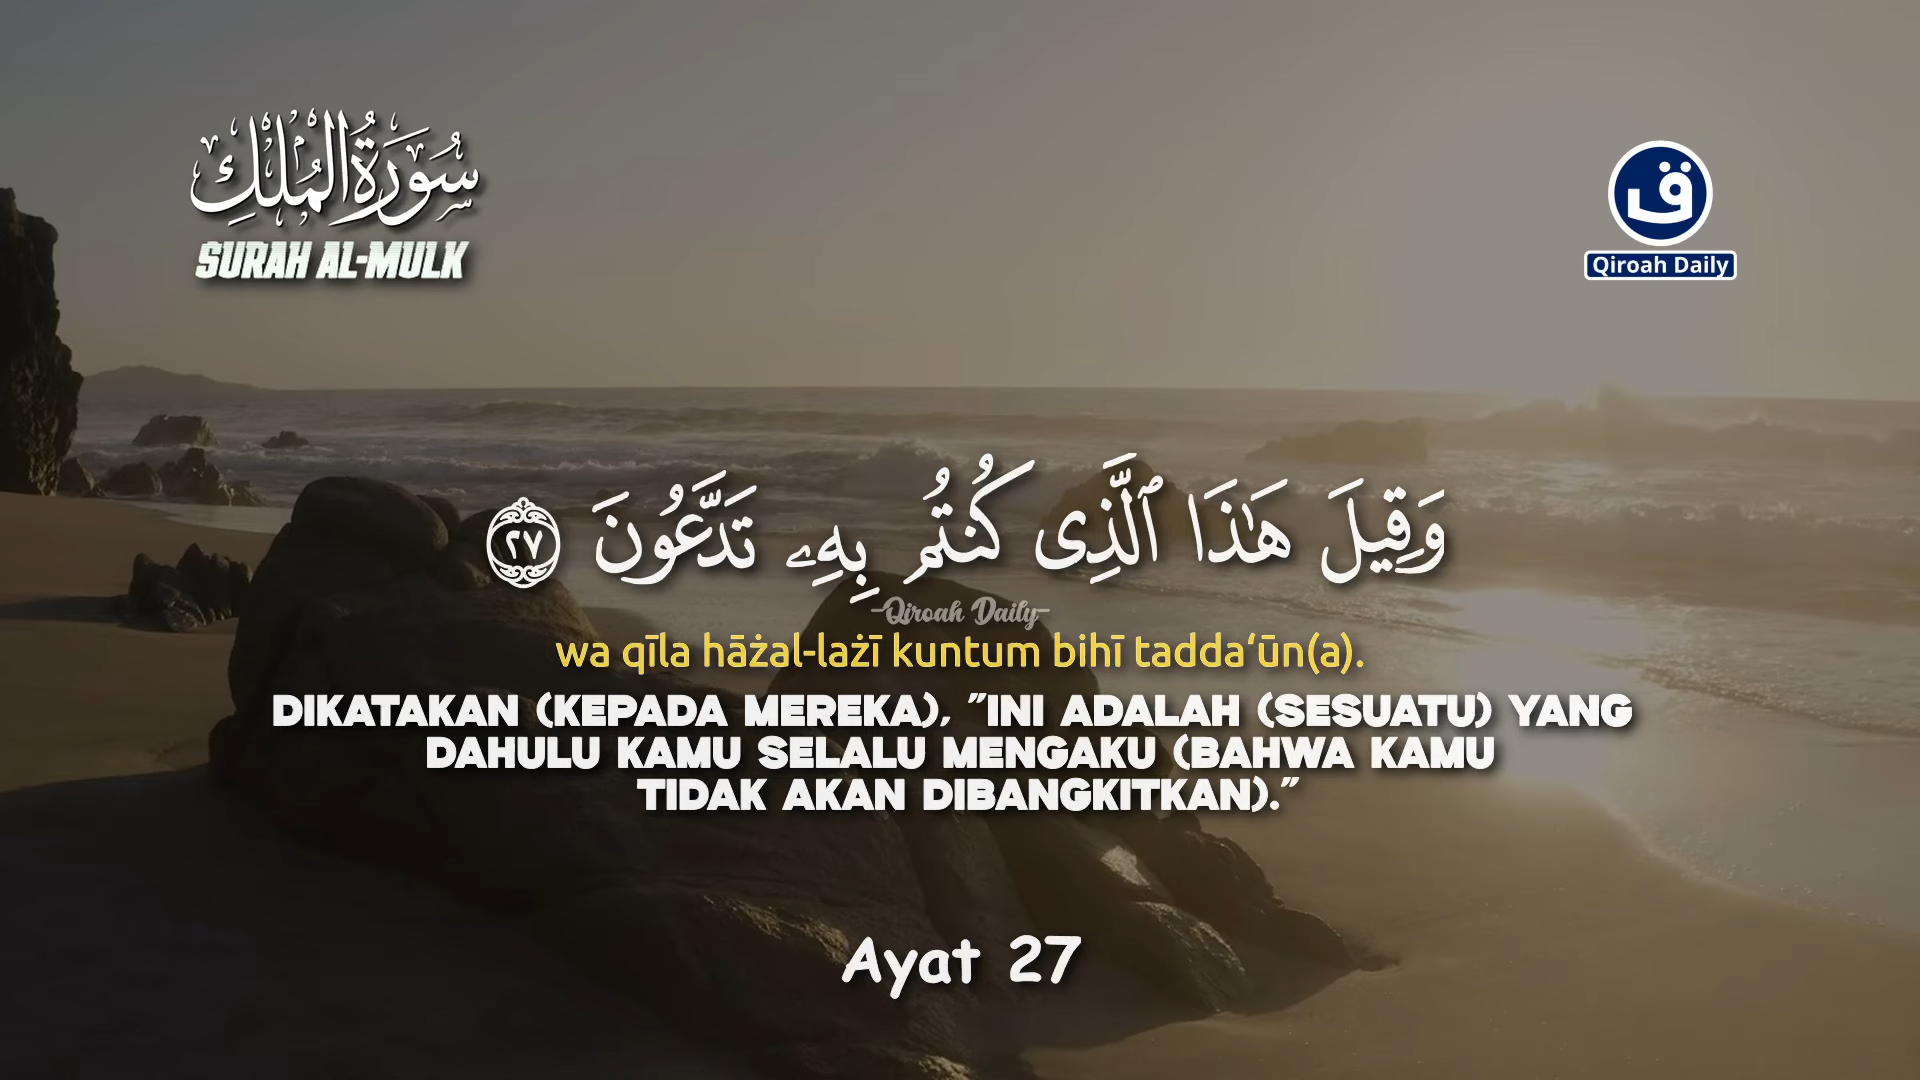 سُورَةُ الْمُلْكِ
SURAH AL-MULK
ق
Qiroah Daily
وَقِيلَ هَـٰذَا ٱلَّذِى كُنتُم بِهِۦ تَدَّعُونَ ٢٧
-Qiroah Daily-
wa qīla hāżal-lażī kuntum bihī tadda‘ūn(a).
DIKATAKAN (KEPADA MEREKA), "INI ADALAH (SESUATU) YANG
DAHULU KAMU SELALU MENGAKU (BAHWA KAMU
TIDAK AKAN DIBANGKITKAN)."
Ayat 27